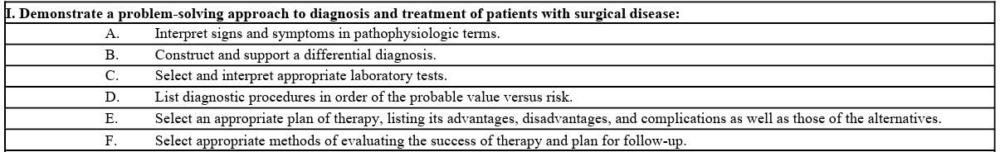 I. Demonstrate a problem-solving approach to diagnosis and treatment of patients with surgical disease:
A. Interpret signs and symptoms in pathophysiologic terms.
B. Construct and support a differential diagnosis.
C. Select and interpret appropriate laboratory tests.
D. List diagnostic procedures in order of the probable value versus risk.
E. Select an appropriate plan of therapy, listing its advantages, disadvantages, and complications as well as those of the alternatives.
F. Select appropriate methods of evaluating the success of therapy and plan for follow-up.